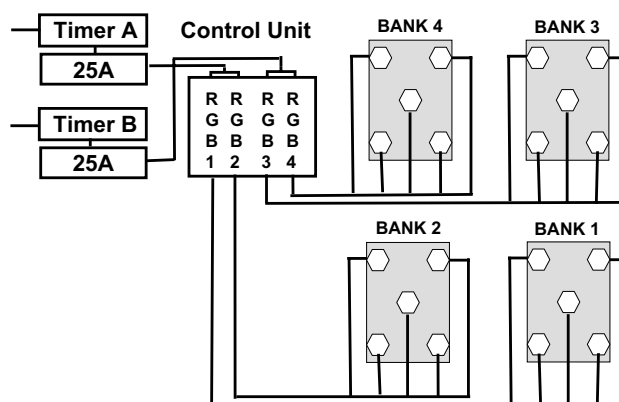 Timer A
25A
Timer B
25A
Control Unit
R R R R
G G G G
B B B B
1 2 3 4
BANK 4
BANK 3
BANK 2
BANK 1